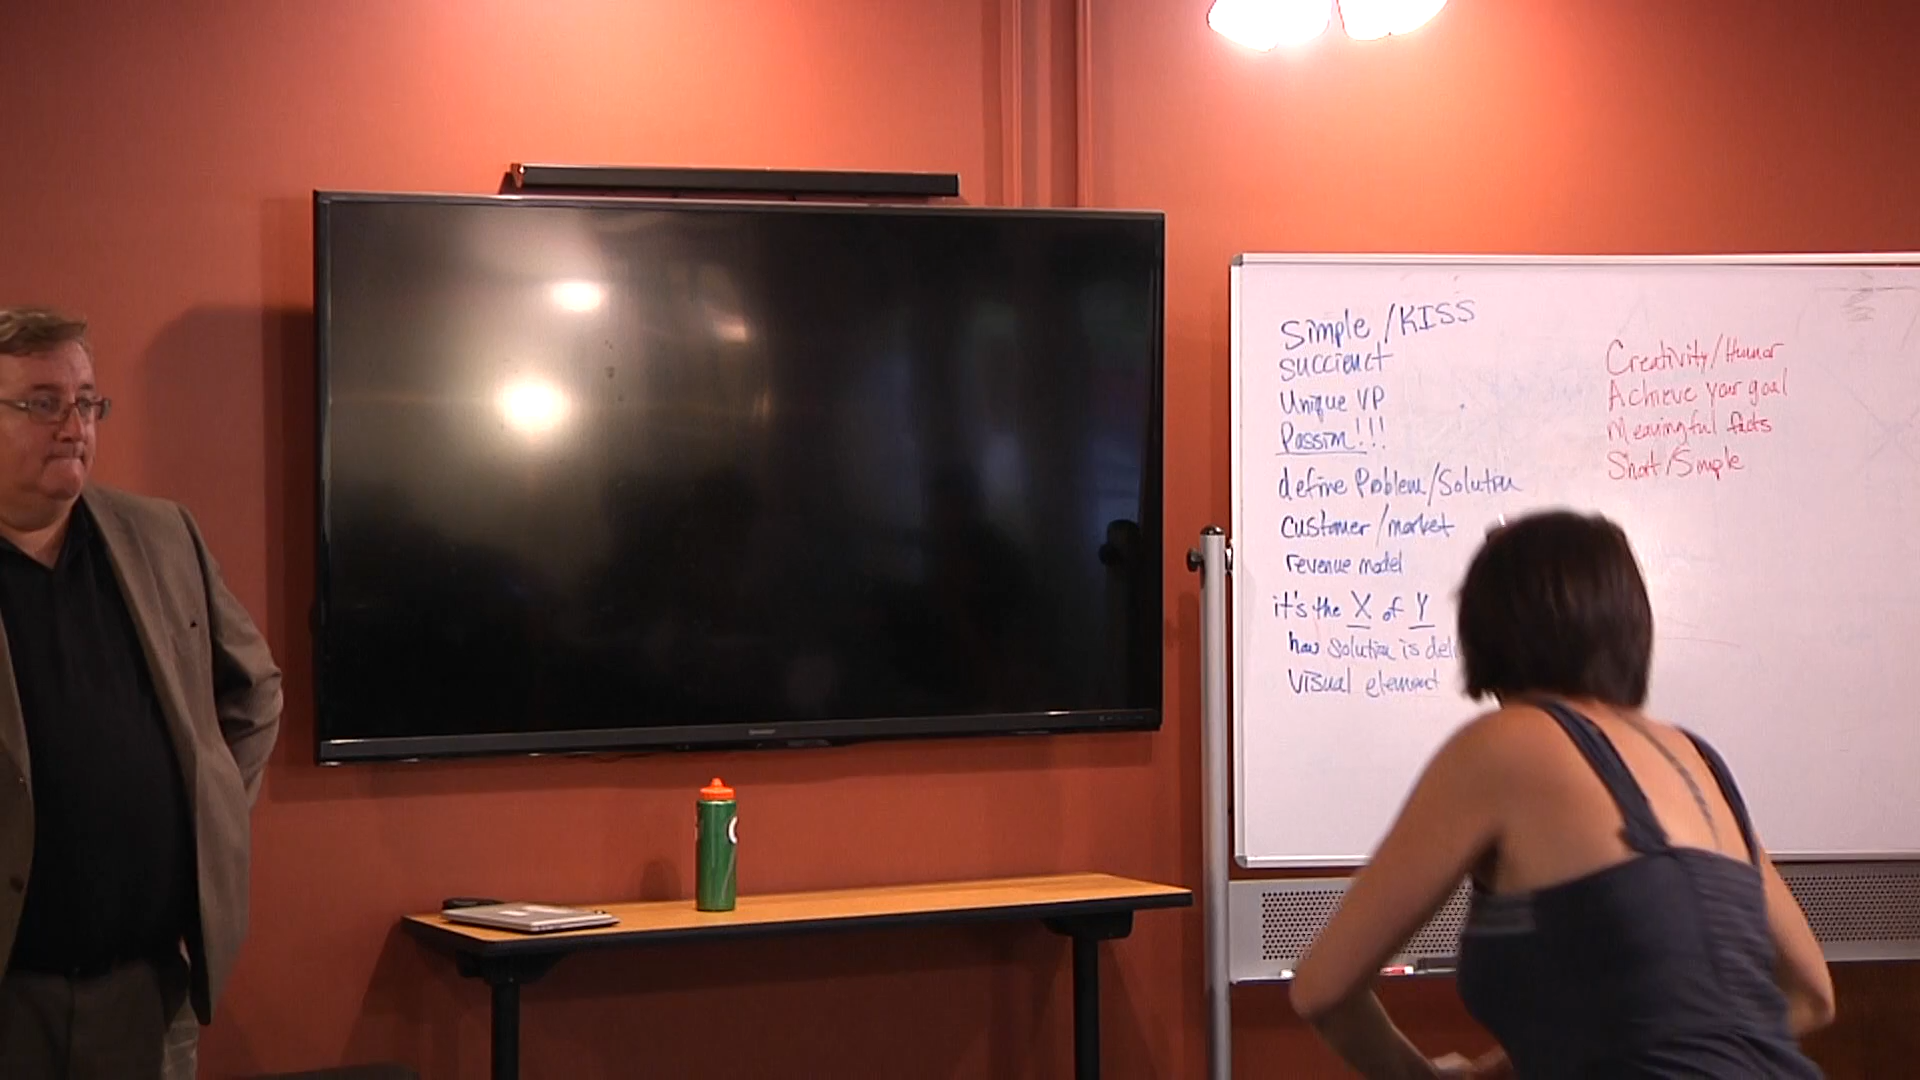 Simple / KISS
succienct
Unique VP
Passion!!!
define Problem/Solution
customer/market
revenue model
it's the X of Y
how solution is
visual element
Creativity/Humor
Achieve your goal
Meaningful facts
Short/Simple